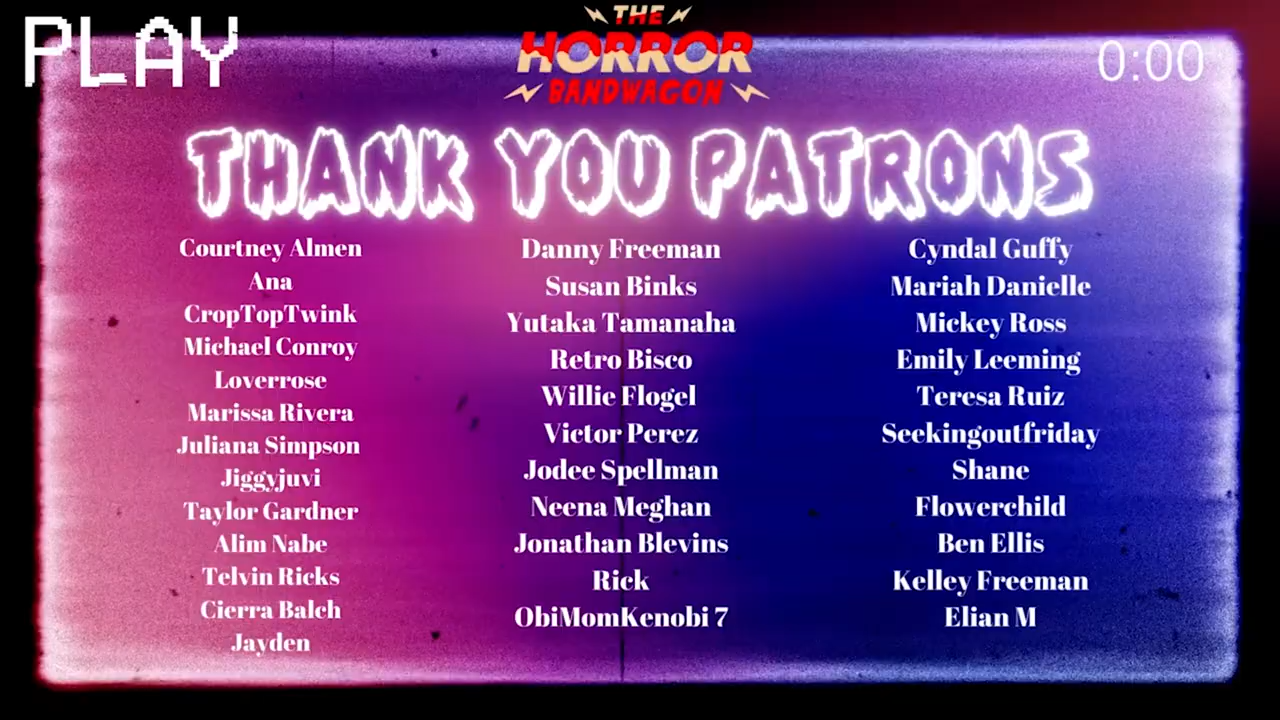 PLAY
THE
HORROR
BANDWAGON
0:00
THANK YOU PATRONS
Courtney Almen
Ana
CropTopTwink
Michael Conroy
Loverrose
Marissa Rivera
Juliana Simpson
Jiggyjuvi
Taylor Gardner
Alim Nabe
Telvin Ricks
Cierra Balch
Jayden
Danny Freeman
Susan Binks
Yutaka Tamanaha
Retro Bisco
Willie Flogel
Victor Perez
Jodee Spellman
Neena Meghan
Jonathan Blevins
Rick
ObiMomKenobi 7
Cyndal Guffy
Mariah Danielle
Mickey Ross
Emily Leeming
Teresa Ruiz
Seekingoutfriday
Shane
Flowerchild
Ben Ellis
Kelley Freeman
Elian M